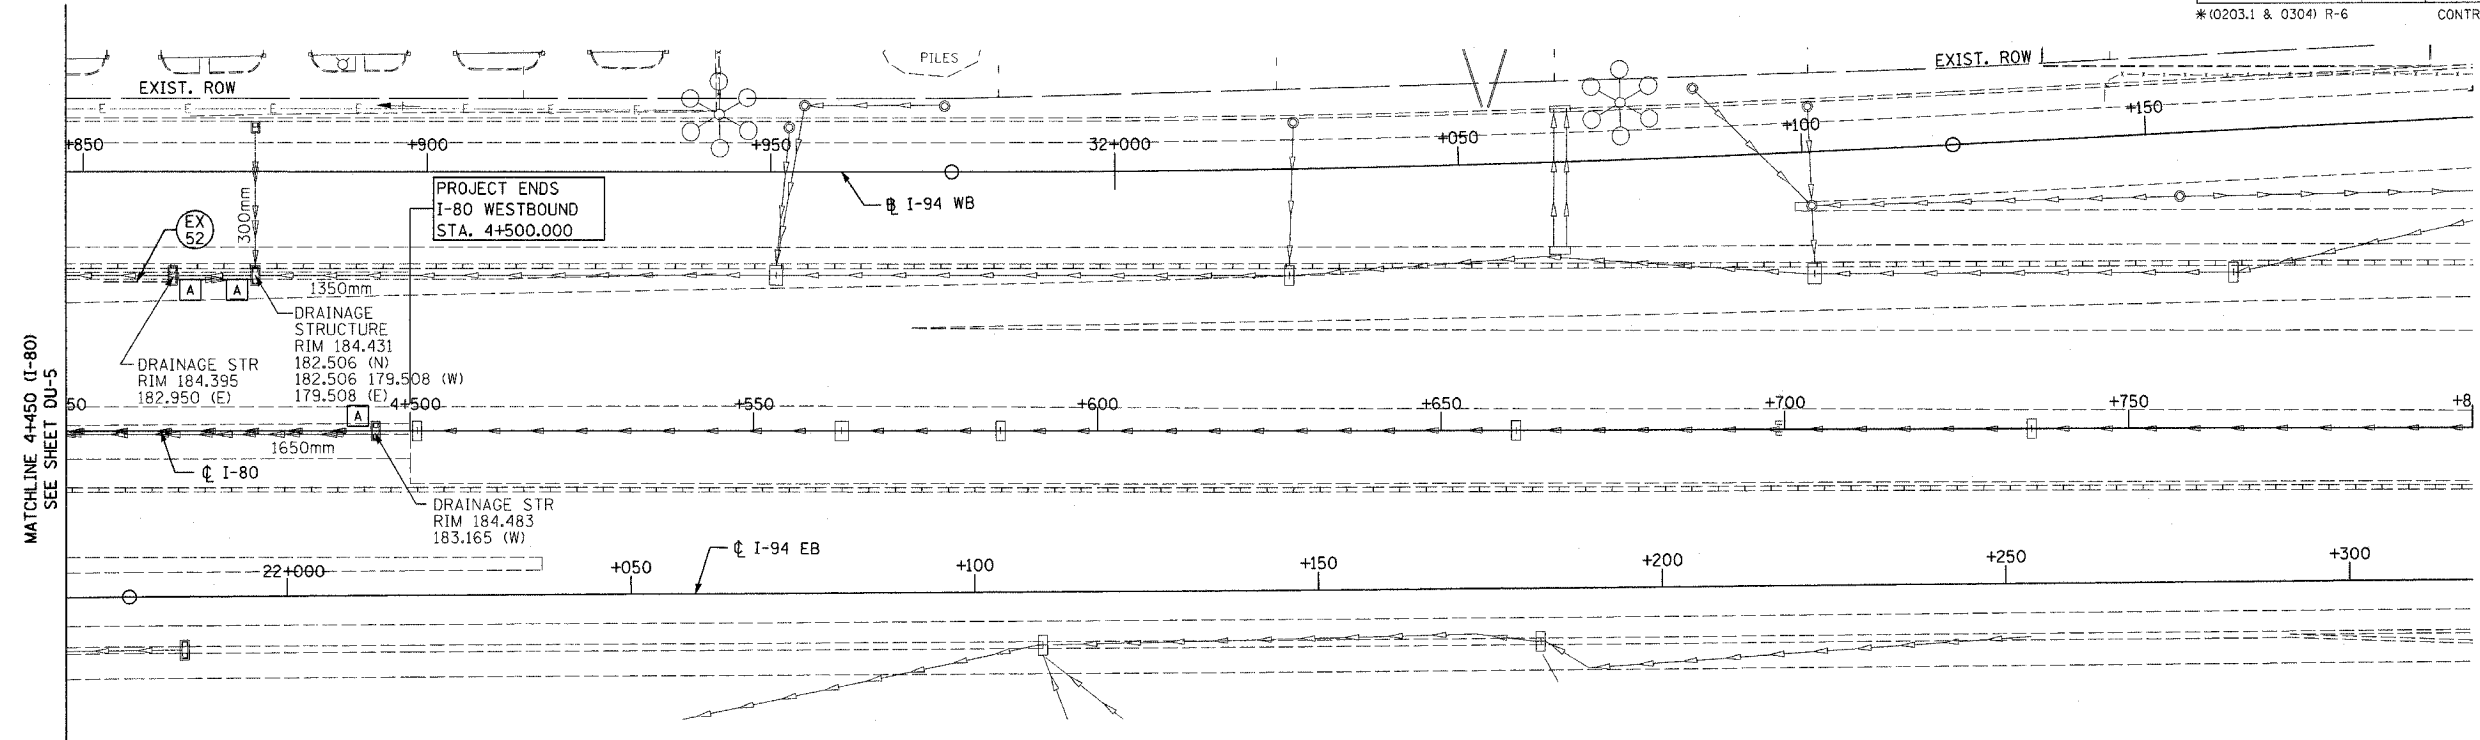 *(0203.1 & 0304) R-6
CONTR
PILES
EXIST. ROW
EXIST. ROW
E E E E E E E
+850
+900
+950
32+000
+050
+100
+150
300mm
PROJECT ENDS
I-80 WESTBOUND
STA. 4+500.000
℄ I-94 WB
EX
52
A
A
1350mm
DRAINAGE
STRUCTURE
RIM 184.431
182.506 (N)
182.506 179.508 (W)
179.508 (E)
DRAINAGE STR
RIM 184.395
182.950 (E)
MATCHLINE 4+450 (I-80)
SEE SHEET DU-5
50
A
4+500
+550
+600
+650
+700
+750
+8
1650mm
℄ I-80
DRAINAGE STR
RIM 184.483
183.165 (W)
℄ I-94 EB
22+000
+050
+100
+150
+200
+250
+300